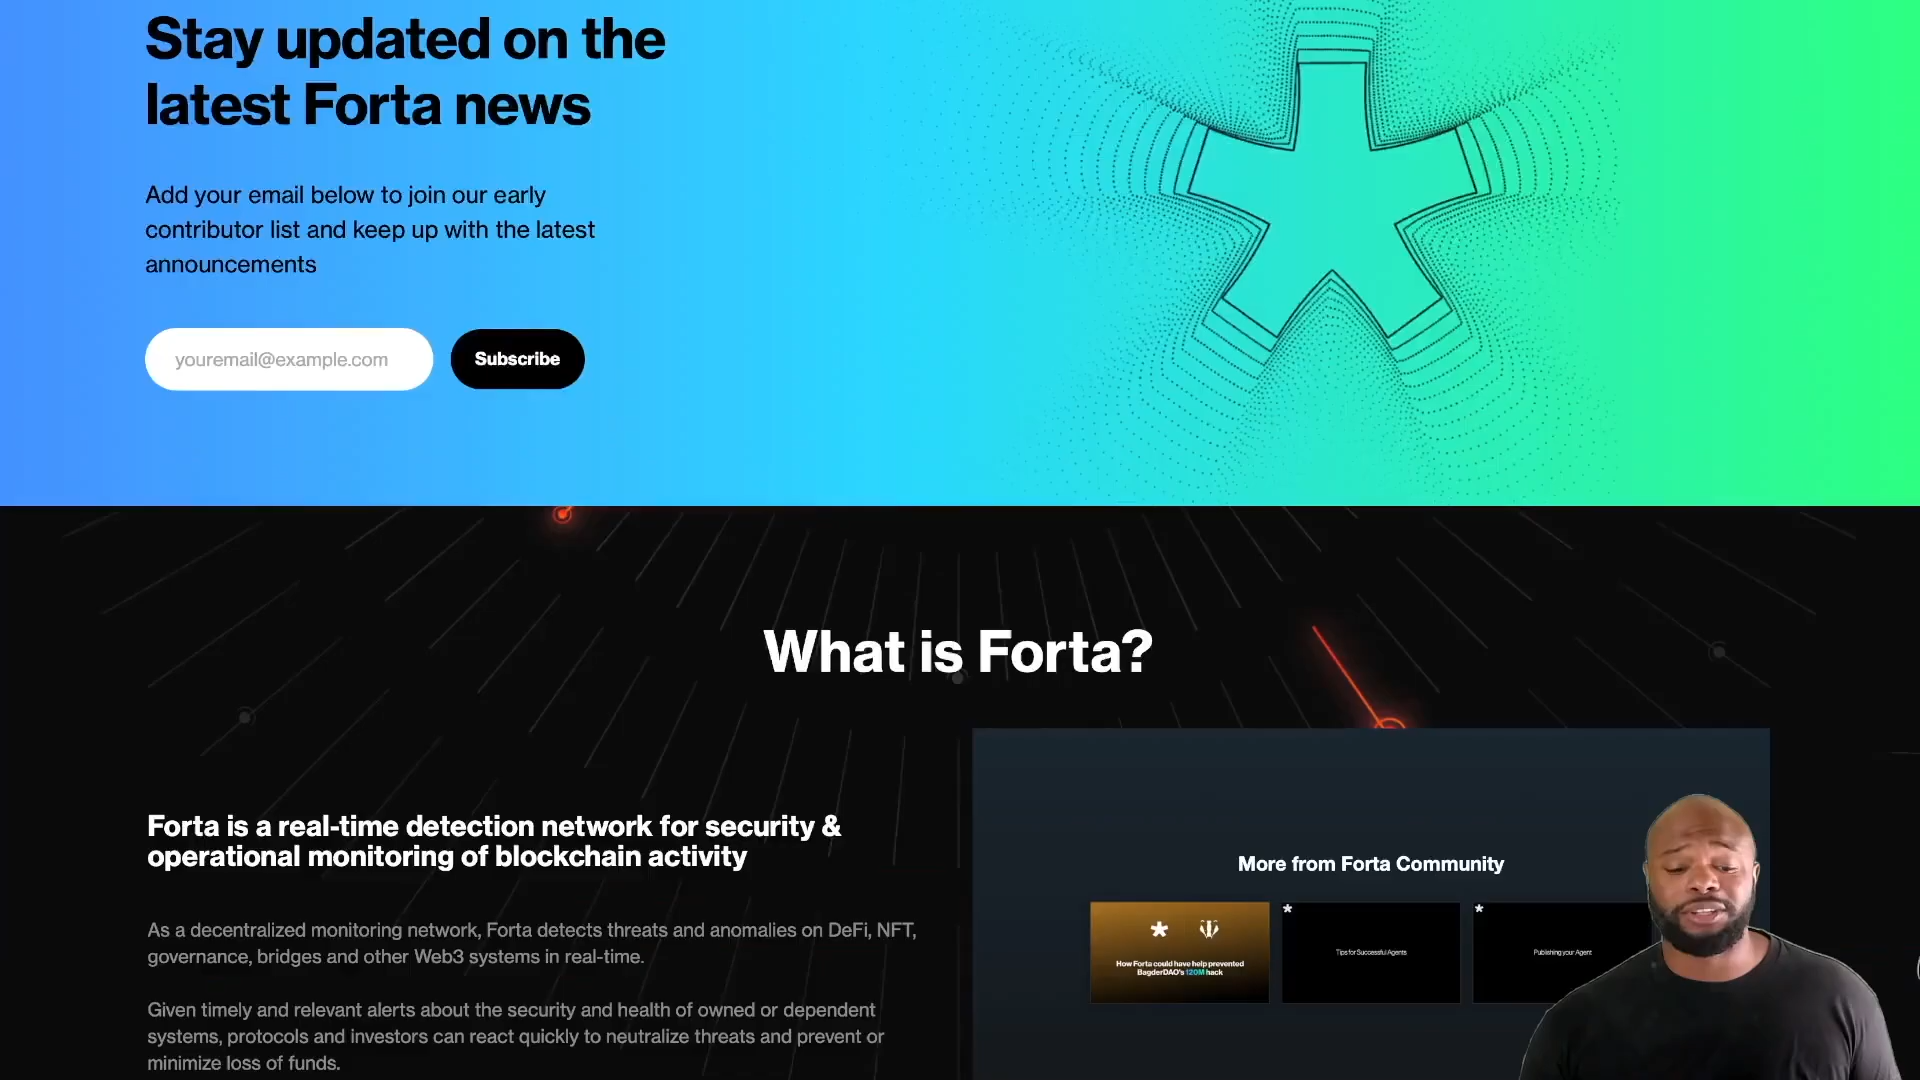 Stay updated on the
latest Forta news
Add your email below to join our early
contributor list and keep up with the latest
announcements
youremail@example.com
Subscribe
What is Forta?
Forta is a real-time detection network for security &
operational monitoring of blockchain activity
As a decentralized monitoring network, Forta detects threats and anomalies on DeFi, NFT,
governance, bridges and other Web3 systems in real-time.
Given timely and relevant alerts about the security and health of owned or dependent
systems, protocols and investors can react quickly to neutralize threats and prevent or
minimize loss of funds.
More from Forta Community
How Forta could have help prevented
BagderDAO's 120M hack
Tips for Successful Agents
Publishing your Agent